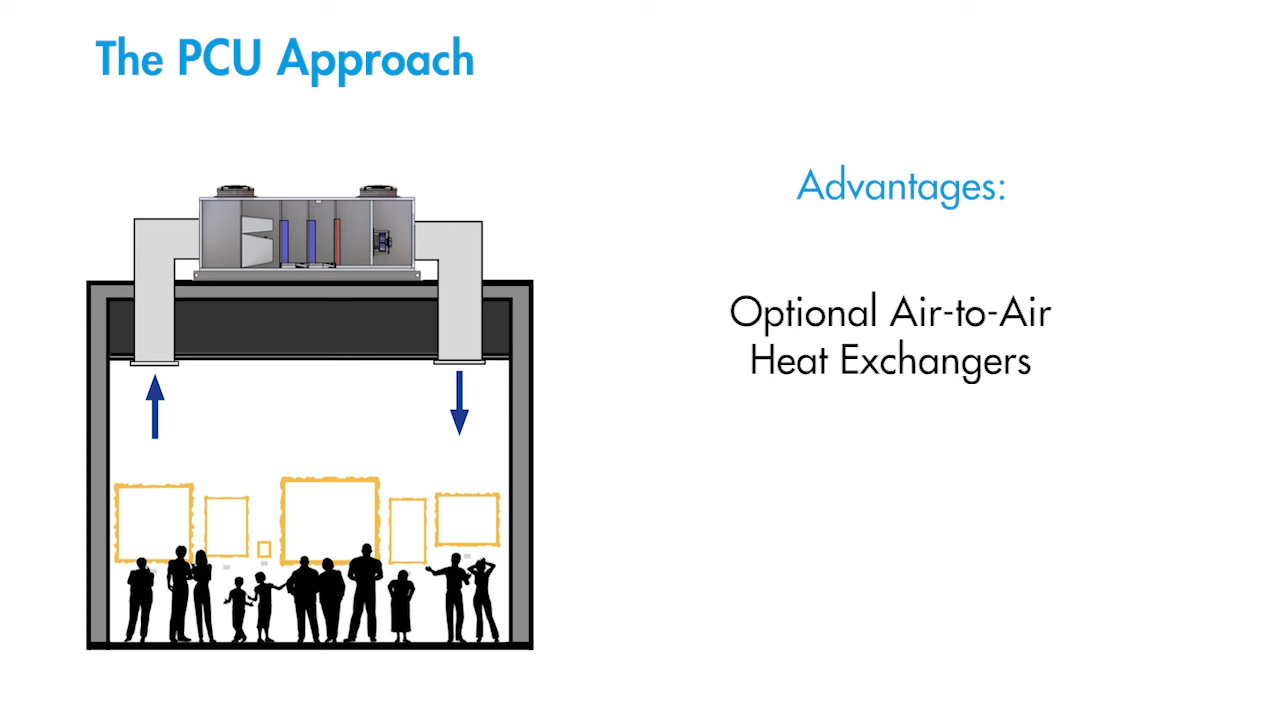 The PCU Approach
Advantages:
Optional Air-to-Air
Heat Exchangers